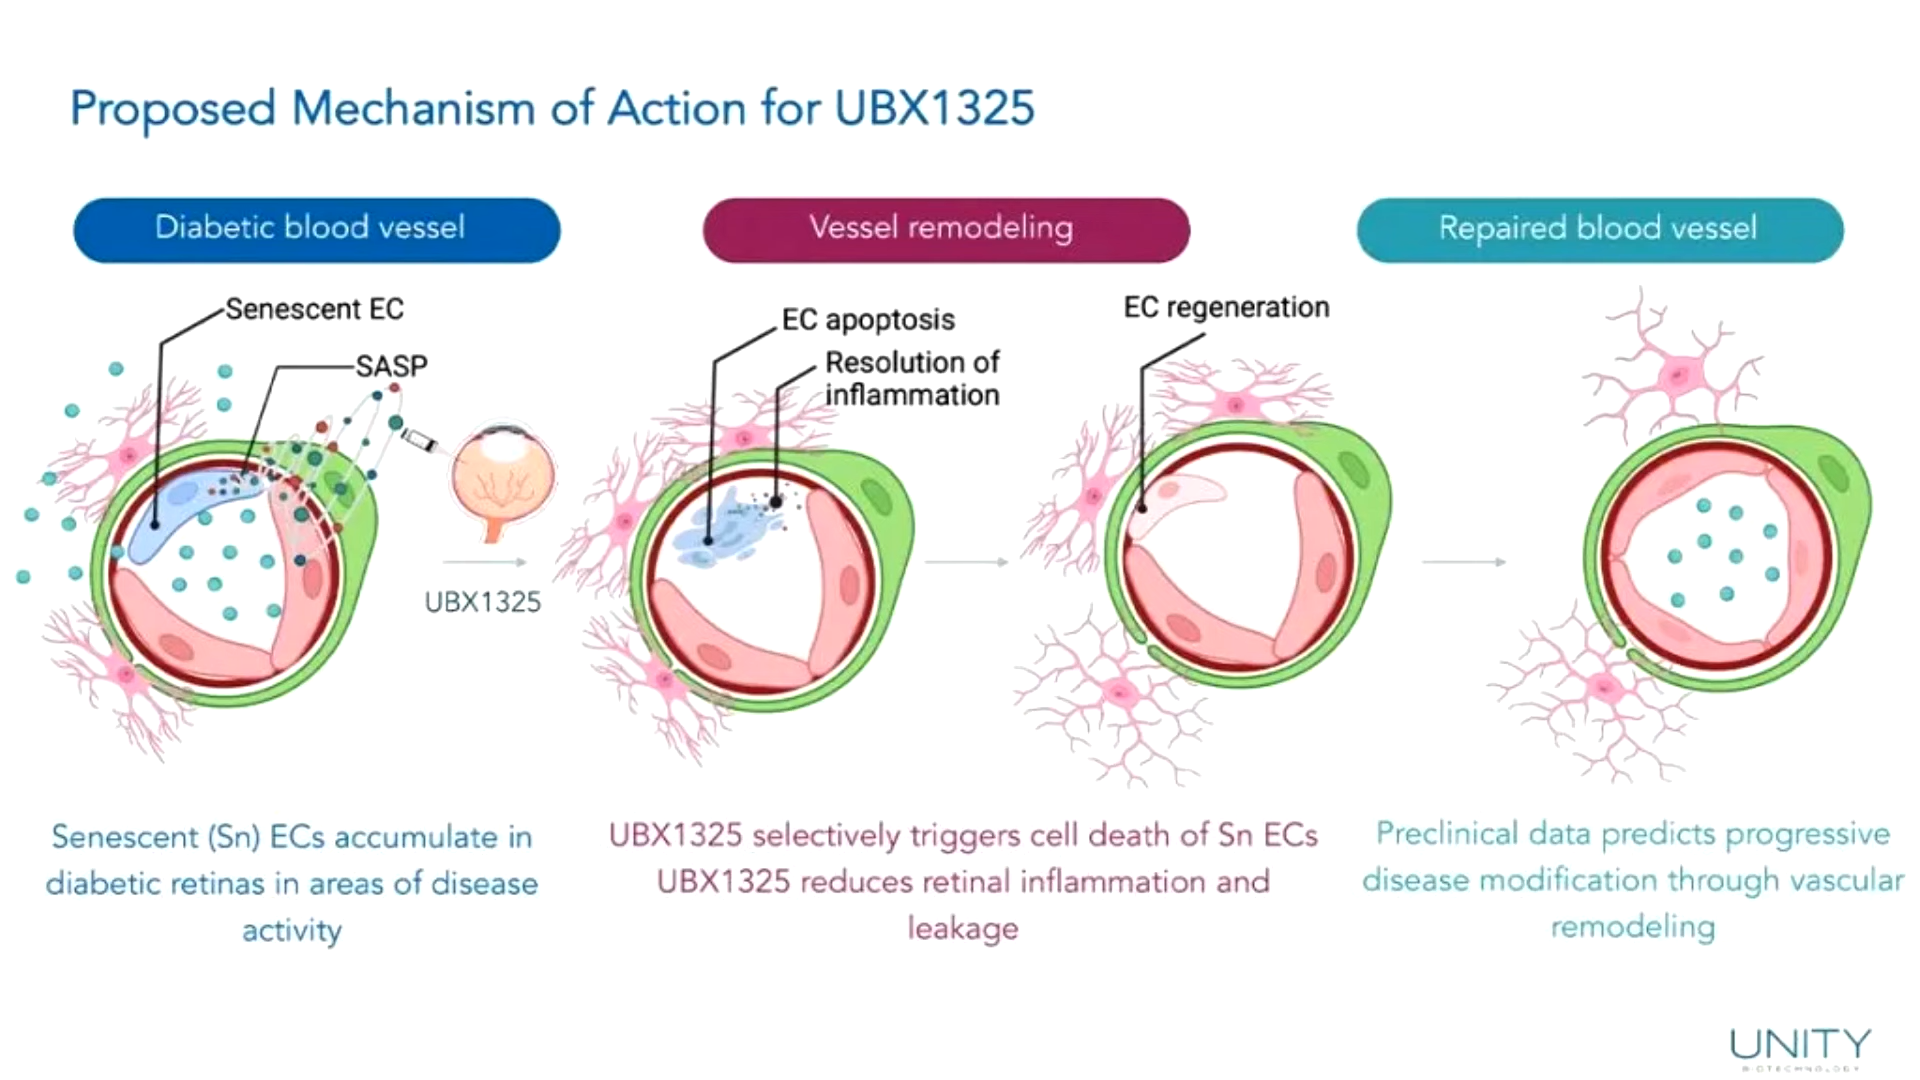 Proposed Mechanism of Action for UBX1325
Diabetic blood vessel
Vessel remodeling
Repaired blood vessel
Senescent EC
SASP
UBX1325
EC apoptosis
Resolution of
inflammation
EC regeneration
Senescent (Sn) ECs accumulate in
diabetic retinas in areas of disease
activity
UBX1325 selectively triggers cell death of Sn ECs
UBX1325 reduces retinal inflammation and
leakage
Preclinical data predicts progressive
disease modification through vascular
remodeling
UNITY
BIOTECHNOLOGY